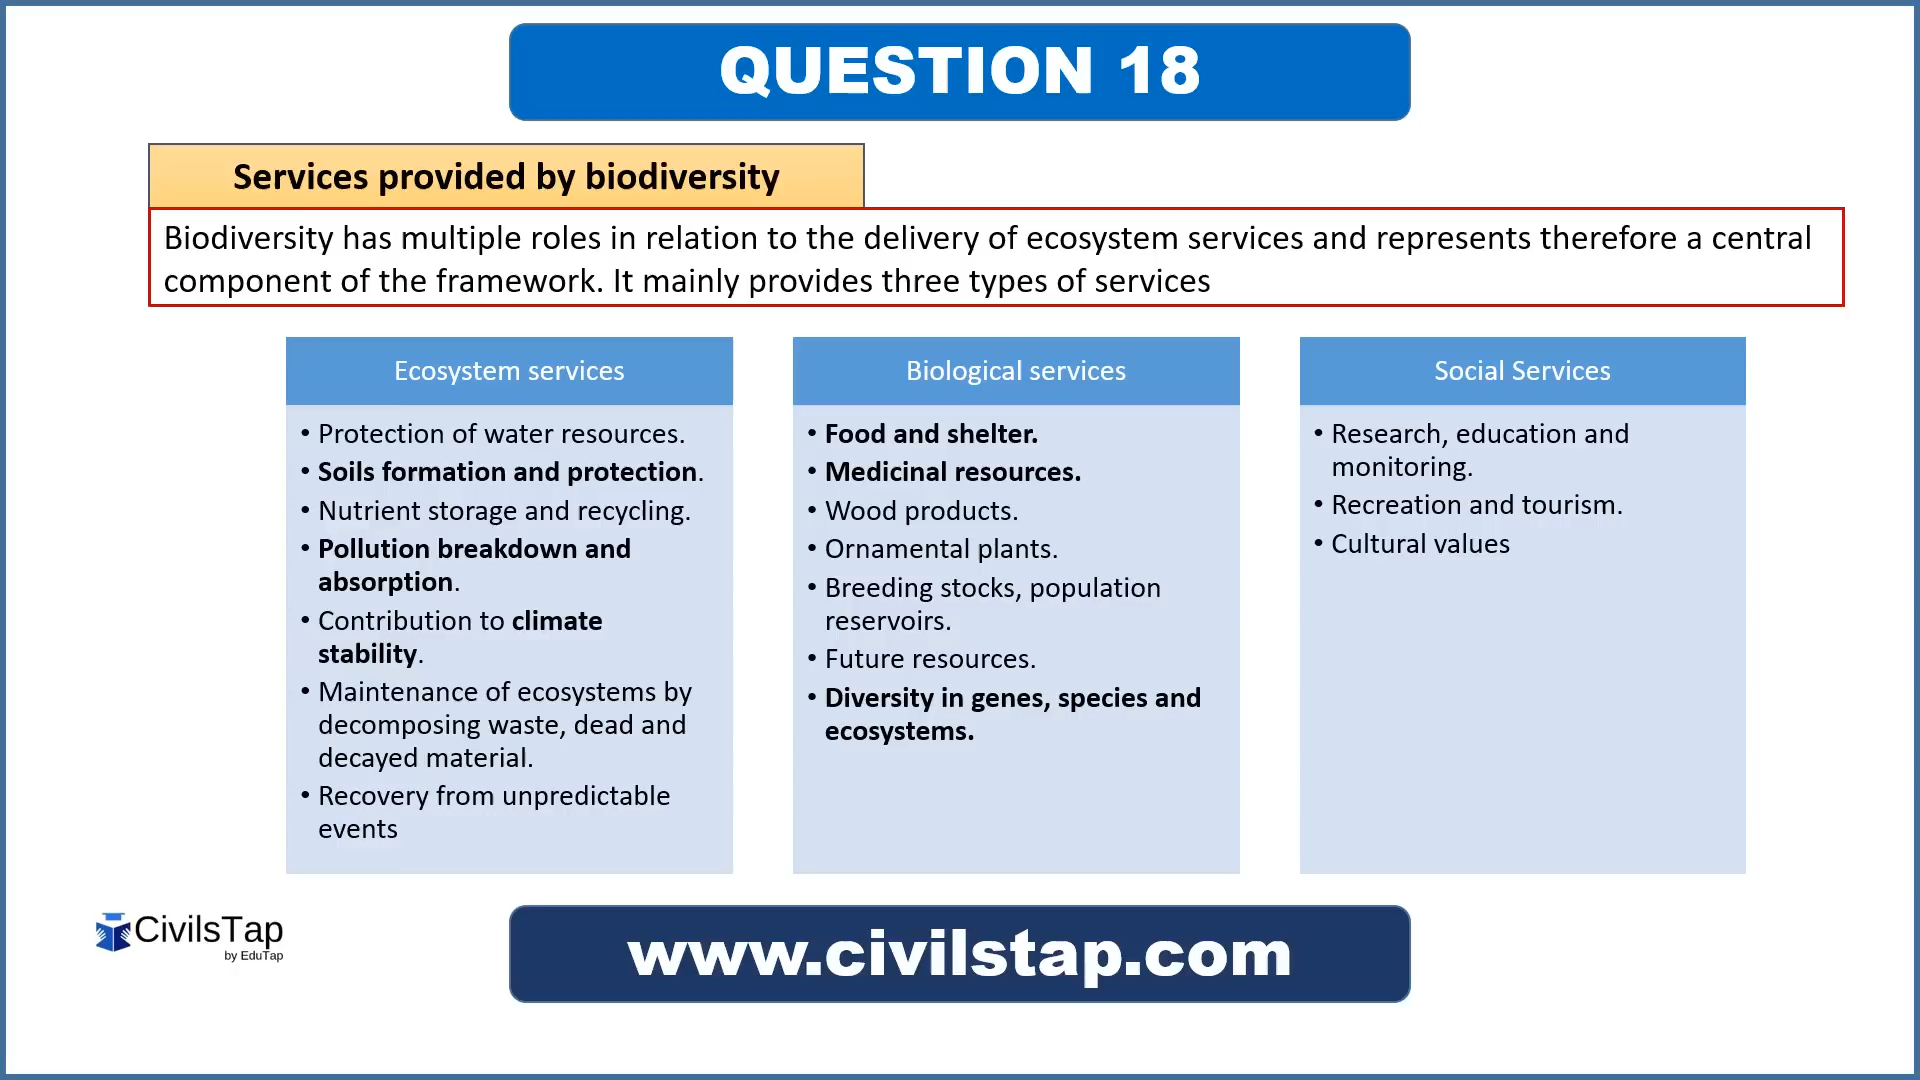 QUESTION 18
Services provided by biodiversity
Biodiversity has multiple roles in relation to the delivery of ecosystem services and represents therefore a central
component of the framework. It mainly provides three types of services
Ecosystem services
• Protection of water resources.
• Soils formation and protection.
• Nutrient storage and recycling.
• Pollution breakdown and
absorption.
• Contribution to climate
stability.
• Maintenance of ecosystems by
decomposing waste, dead and
decayed material.
• Recovery from unpredictable
events
Biological services
• Food and shelter.
• Medicinal resources.
• Wood products.
• Ornamental plants.
• Breeding stocks, population
reservoirs.
• Future resources.
• Diversity in genes, species and
ecosystems.
Social Services
• Research, education and
monitoring.
• Recreation and tourism.
• Cultural values
CivilsTap
by EduTap
www.civilstap.com